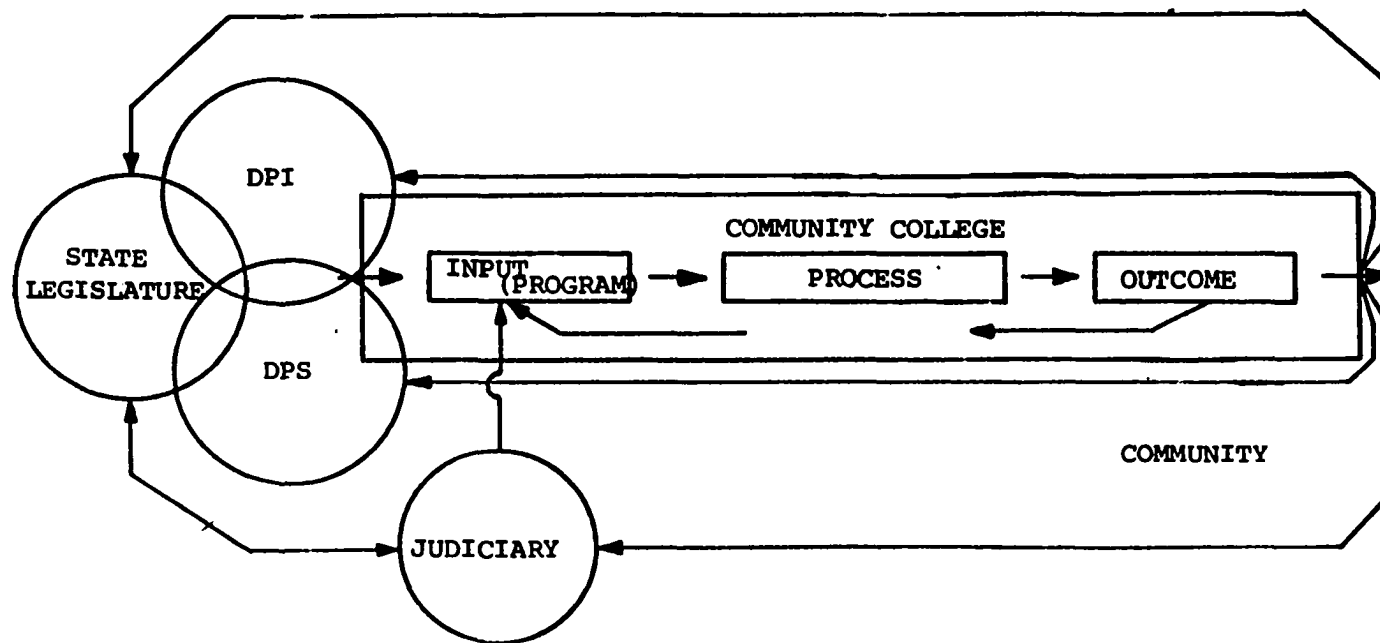 DPI
STATE
LEGISLATURE
COMMUNITY COLLEGE
INPUT
(PROGRAM)
PROCESS
OUTCOME
DPS
COMMUNITY
JUDICIARY